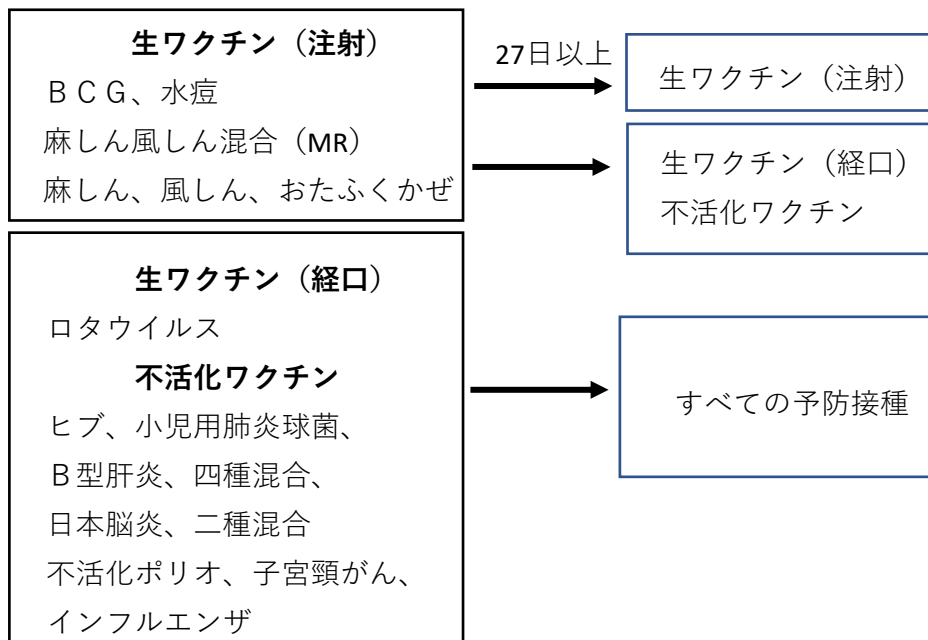 生ワクチン（注射）
ＢＣＧ、水痘
麻しん風しん混合（MR）
麻しん、風しん、おたふくかぜ
27日以上
生ワクチン（注射）
生ワクチン（経口）
不活化ワクチン
生ワクチン（経口）
ロタウイルス
不活化ワクチン
ヒブ、小児用肺炎球菌、
Ｂ型肝炎、四種混合、
日本脳炎、二種混合
不活化ポリオ、子宮頸がん、
インフルエンザ
すべての予防接種